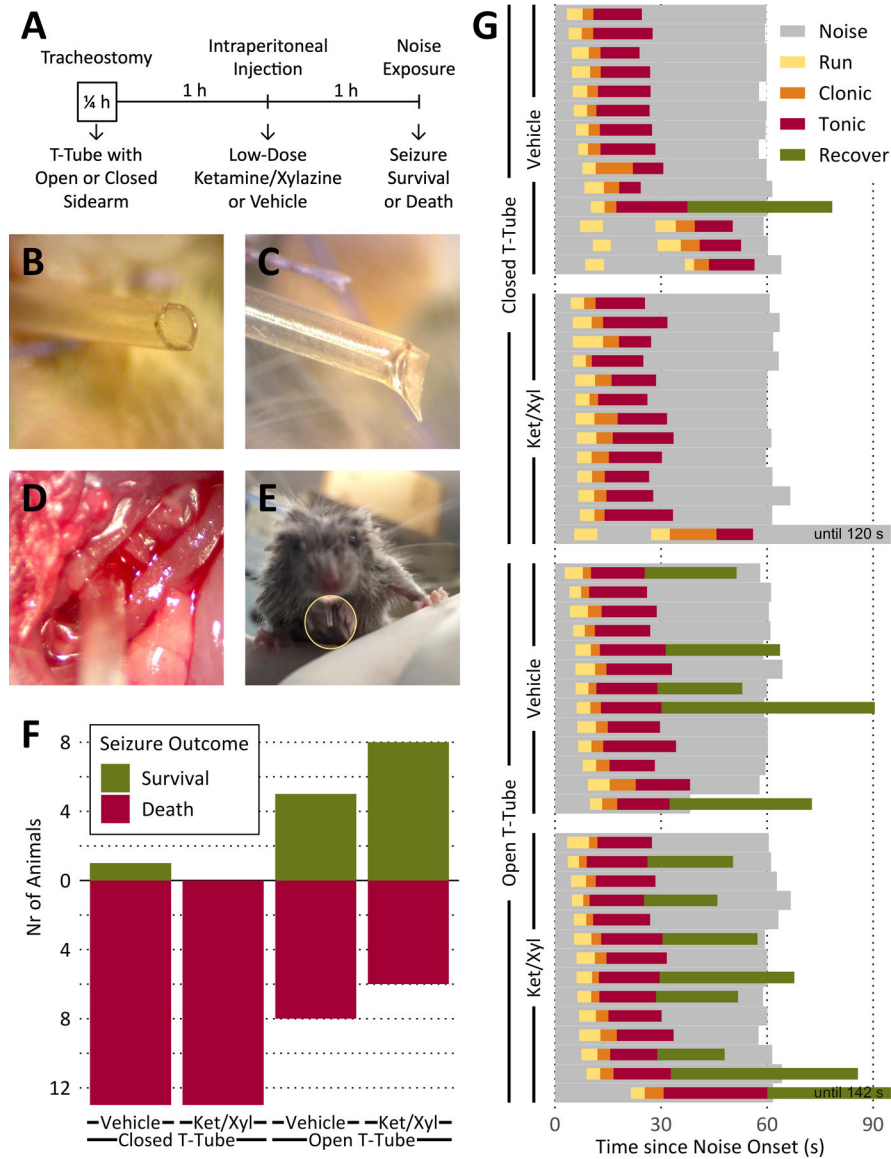 A
Tracheostomy
Intraperitoneal
Injection
Noise
Exposure
¼ h
1 h
1 h
T-Tube with
Open or Closed
Sidearm
Low-Dose
Ketamine/Xylazine
or Vehicle
Seizure
Survival
or Death
B
C
D
E
F
Seizure Outcome
Survival
Death
Nr of Animals
8
4
0
4
8
12
Vehicle
Ket/Xyl
Vehicle
Ket/Xyl
Closed T-Tube
Open T-Tube
G
Noise
Run
Clonic
Tonic
Recover
Closed T-Tube
Vehicle
Ket/Xyl
until 120 s
Open T-Tube
Vehicle
Ket/Xyl
until 142 s
0
30
60
90
Time since Noise Onset (s)